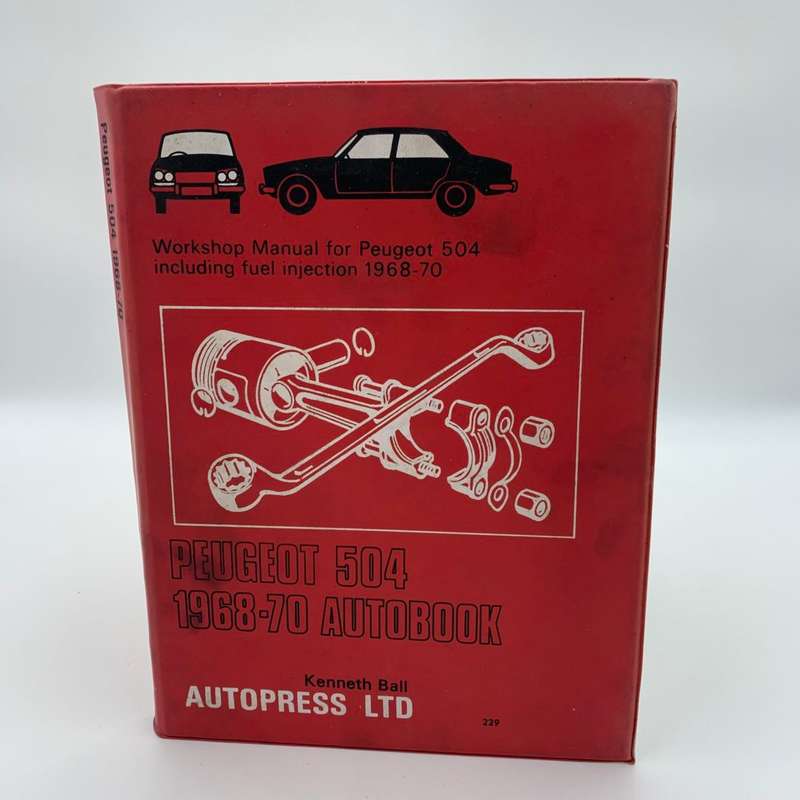 Peugeot 504 1968-70
Workshop Manual for Peugeot 504
including fuel injection 1968-70
PEUGEOT 504
1968-70 AUTOBOOK
Kenneth Ball
AUTOPRESS LTD
229